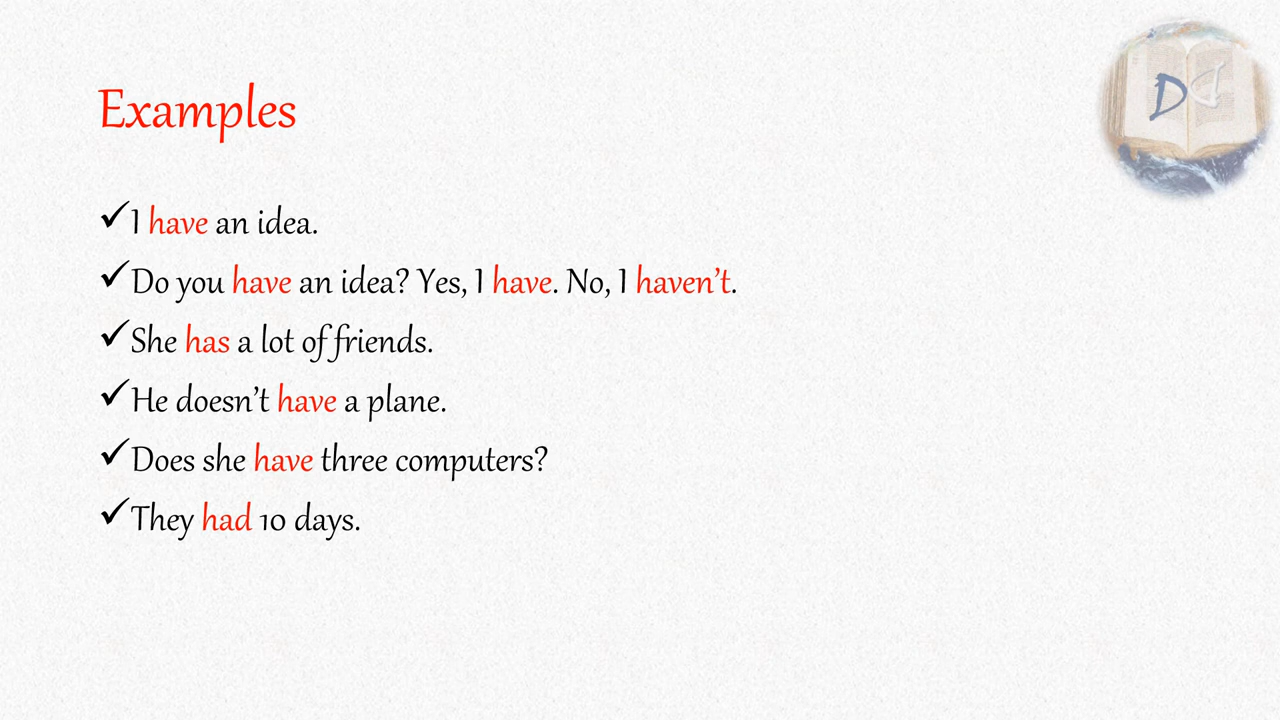 Examples
✓I have an idea.
✓Do you have an idea? Yes, I have. No, I haven't.
✓She has a lot of friends.
✓He doesn't have a plane.
✓Does she have three computers?
✓They had 10 days.